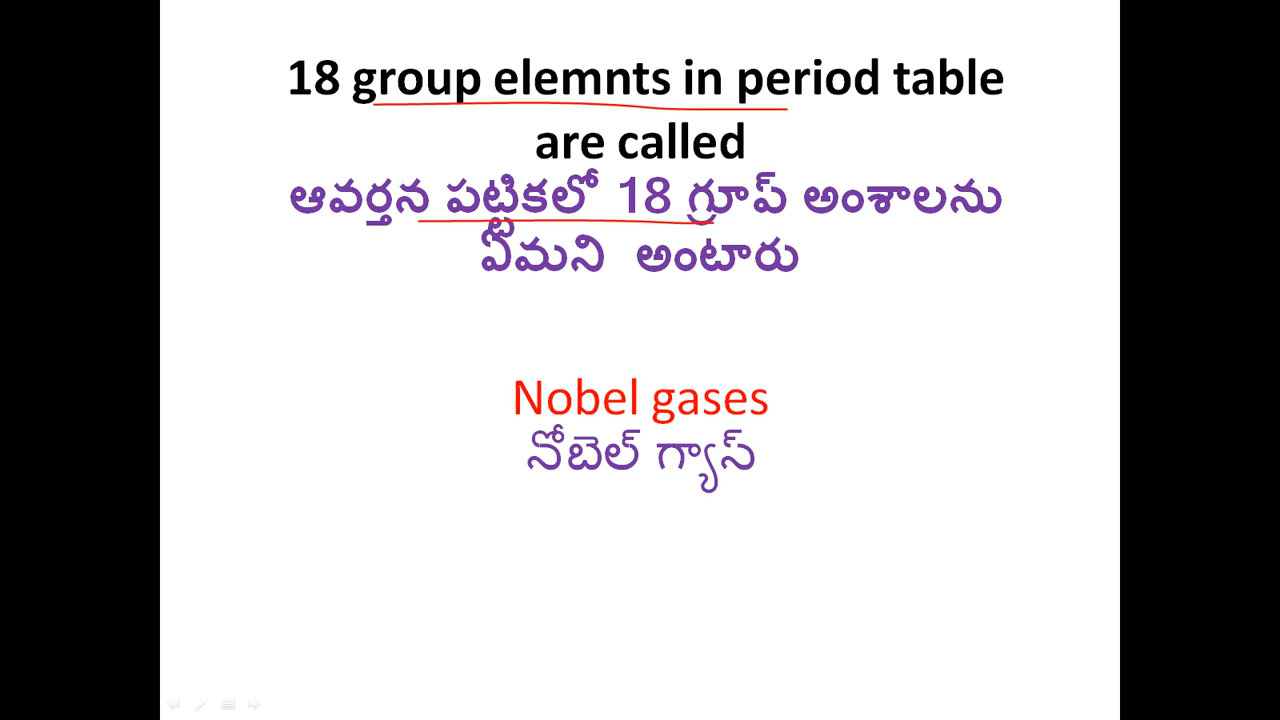 18 group elemnts in period table
are called
ఆవర్తన పట్టికలో 18 గ్రూప్ అంశాలను
ఏమని అంటారు
Nobel gases
నోబెల్ గ్యాస్